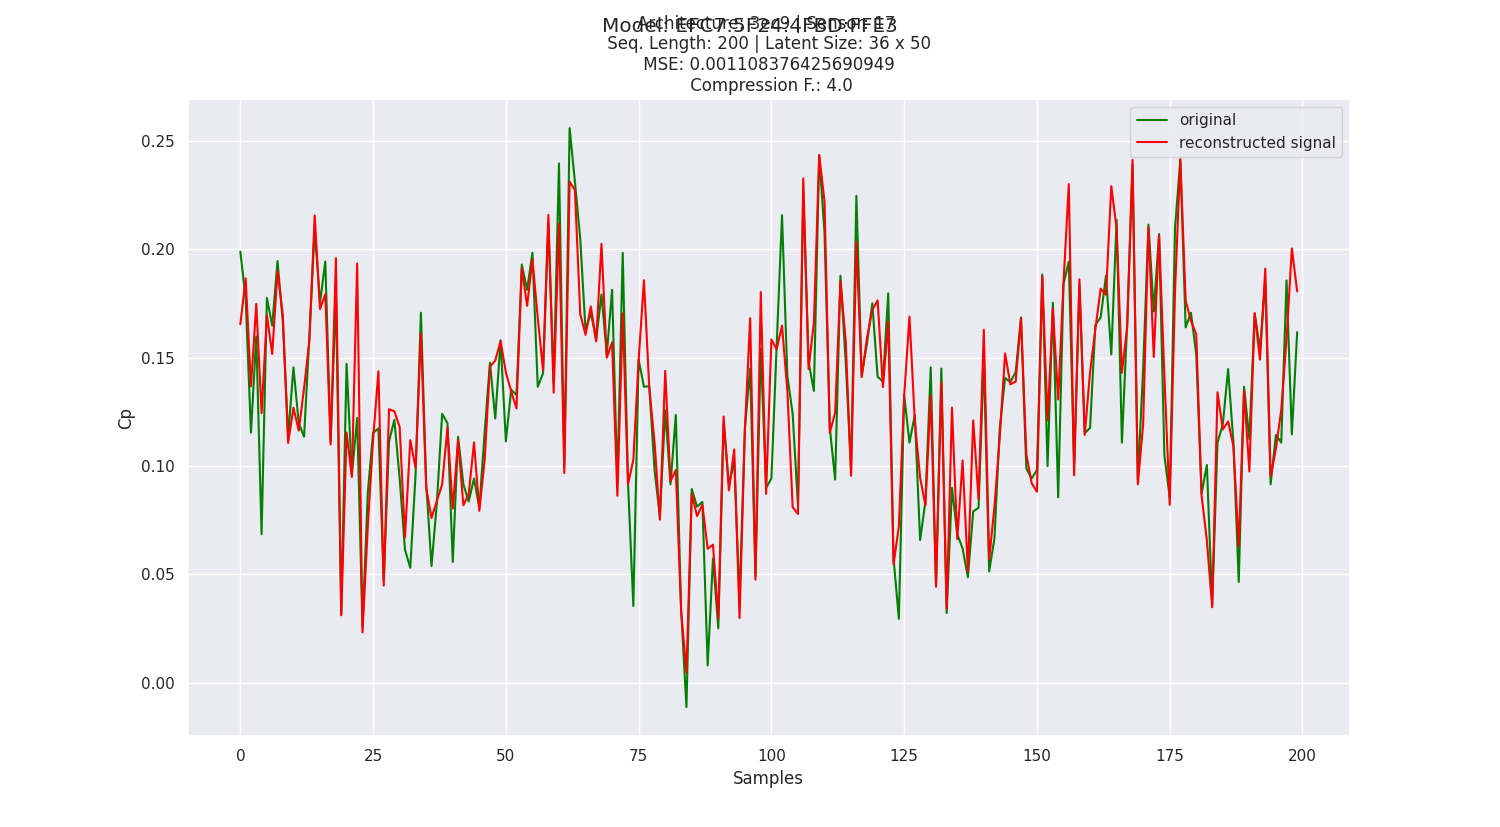 Seq. Length: 200 | Latent Size: 36 x 50
MSE: 0.001108376425690949
Compression F.: 4.0
original
reconstructed signal
Cp
0.25
0.20
0.15
0.10
0.05
0.00
0
25
50
75
100
125
150
175
200
Samples